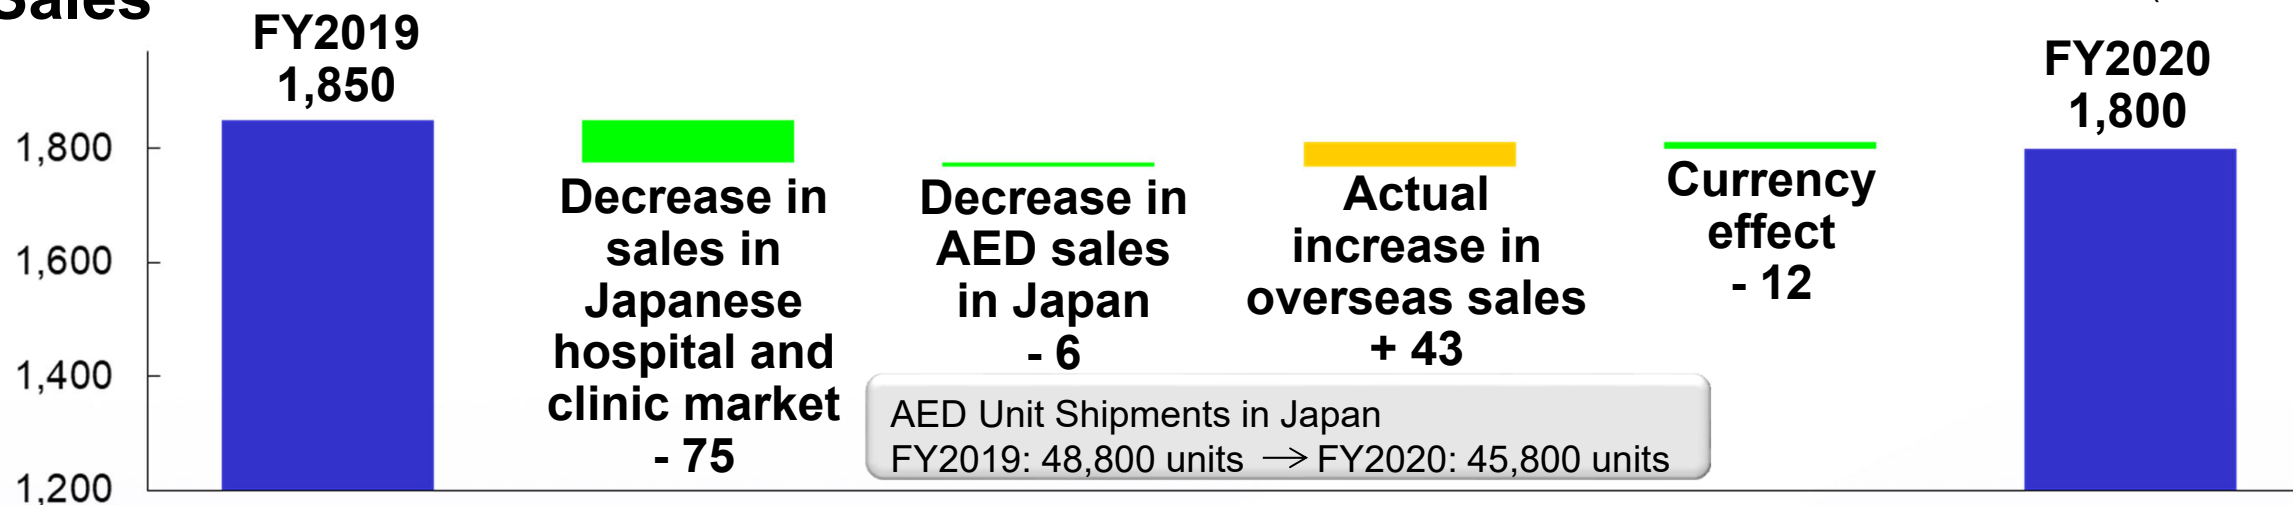 Sales
FY2019
1,850
FY2020
1,800
1,800
1,600
1,400
1,200
Decrease in
sales in
Japanese
hospital and
clinic market
- 75
Decrease in
AED sales
in Japan
- 6
Actual
increase in
overseas sales
+ 43
Currency
effect
- 12
AED Unit Shipments in Japan
FY2019: 48,800 units → FY2020: 45,800 units